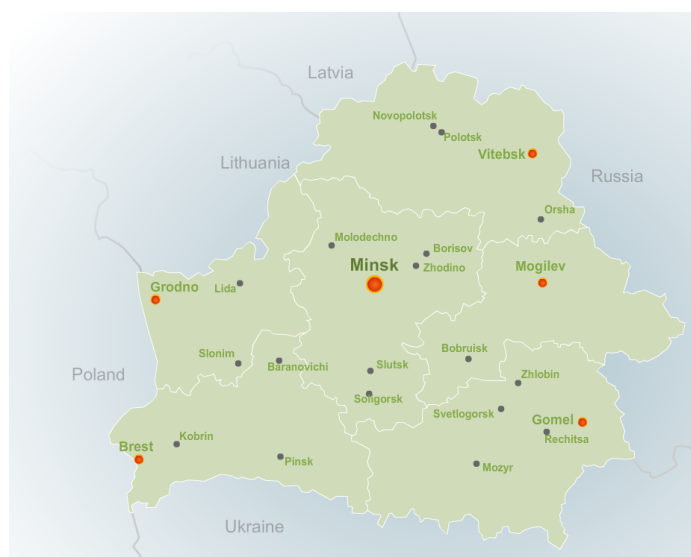 Latvia
Novopolotsk
Polotsk
Vitebsk
Lithuania
Russia
Orsha
Molodechno
Borisov
Minsk
Zhodino
Mogilev
Grodno
Lida
Bobruisk
Slonim
Baranovichi
Slutsk
Poland
Zhlobin
Soligorsk
Svetlogorsk
Gomel
Rechitsa
Kobrin
Brest
Pinsk
Mozyr
Ukraine